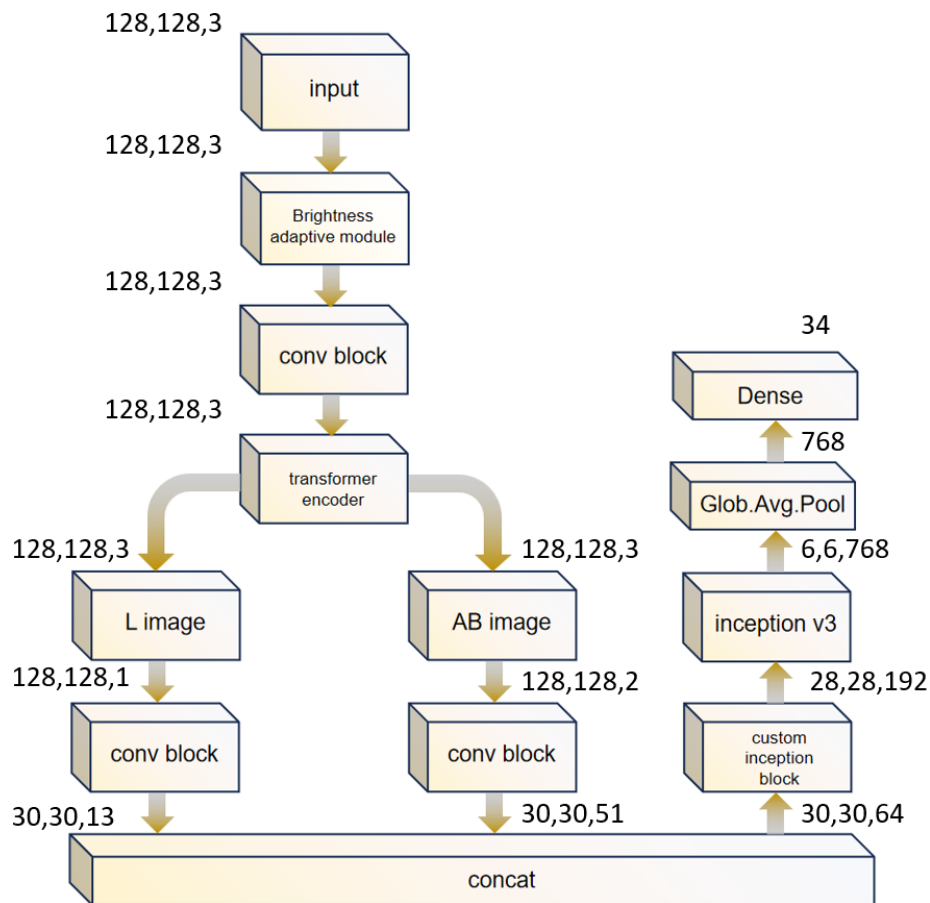 128,128,3
input
128,128,3
Brightness
adaptive module
128,128,3
conv block
128,128,3
transformer
encoder
128,128,3
L image
128,128,1
conv block
30,30,13
128,128,3
AB image
128,128,2
conv block
30,30,51
concat
30,30,64
custom
inception
block
28,28,192
inception v3
6,6,768
Glob.Avg.Pool
768
Dense
34